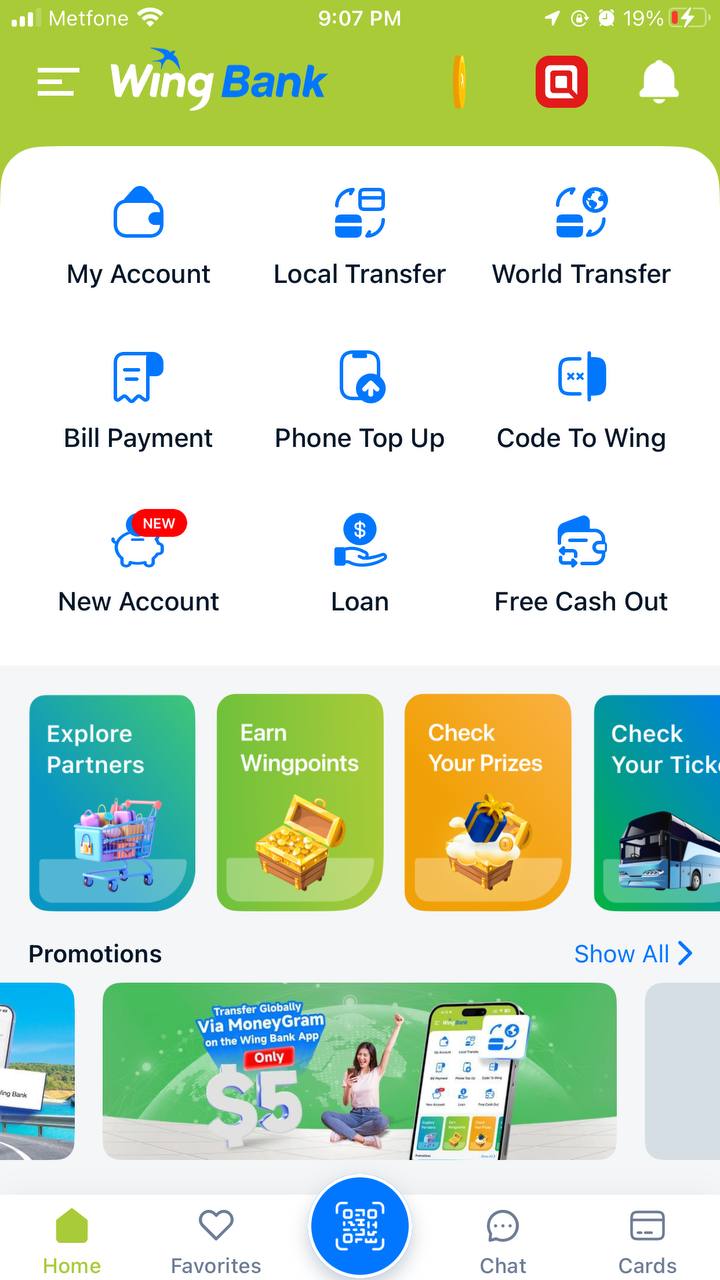 Metfone 9:07 PM 19%
Wing Bank
My Account
Local Transfer
World Transfer
Bill Payment
Phone Top Up
Code To Wing
NEW
New Account
Loan
Free Cash Out
Explore
Partners
Earn
Wingpoints
Check
Your Prizes
Check
Your Tick
Promotions
Show All
ing Bank
Transfer Globally
Via MoneyGram
on the Wing Bank App
Only
$5
Home
Favorites
Chat
Cards